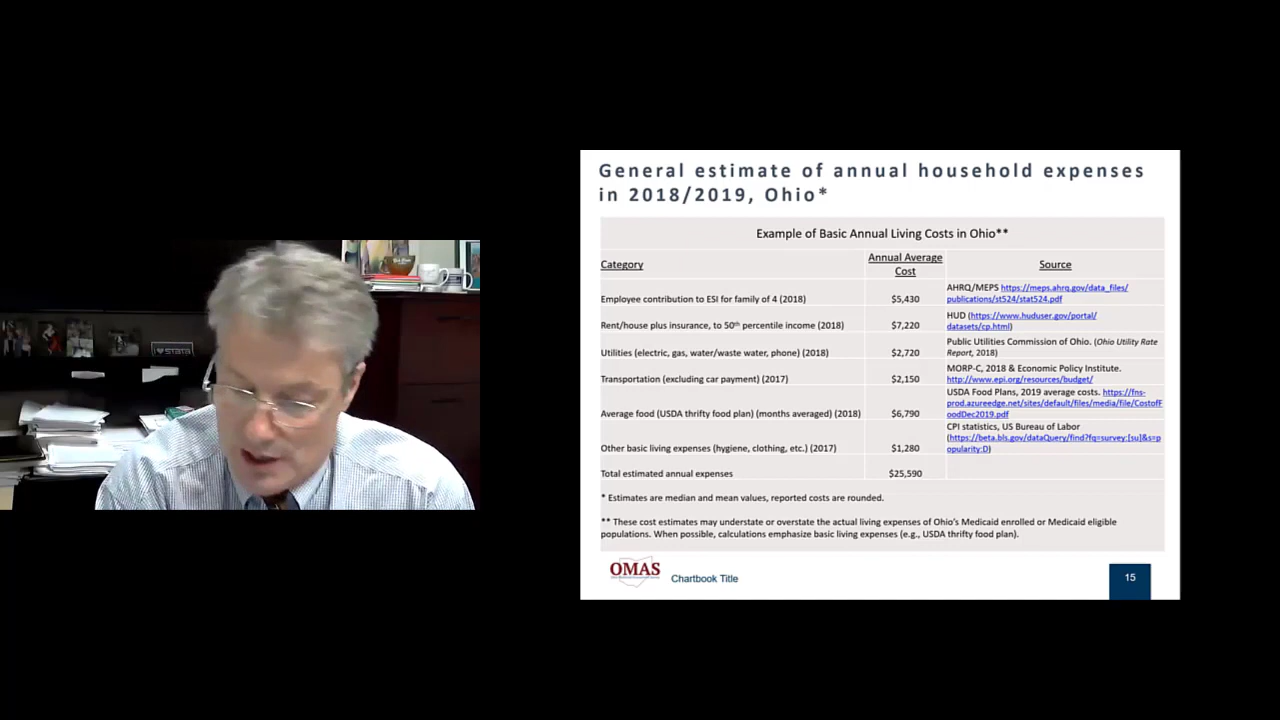 General estimate of annual household expenses
in 2018/2019, Ohio*
Example of Basic Annual Living Costs in Ohio**
Category
Annual Average
Cost
Source
Employee contribution to ESI for family of 4 (2018)
$5,430
AHRQ/MEPS https://meps.ahrq.gov/data_files/
publications/st524/stat524.pdf
Rent/house plus insurance, to 50th percentile income (2018)
$7,220
HUD (https://www.huduser.gov/portal/
datasets/cp.html)
Utilities (electric, gas, water/waste water, phone) (2018)
$2,720
Public Utilities Commission of Ohio. (Ohio Utility Rate
Report, 2018)
Transportation (excluding car payment) (2017)
$2,150
MORP-C, 2018 & Economic Policy Institute.
http://www.epi.org/resources/budget/
Average food (USDA thrifty food plan) (months averaged) (2018)
$6,790
USDA Food Plans, 2019 average costs. https://fns-
prod.azureedge.net/sites/default/files/media/file/CostofF
oodDec2019.pdf
Other basic living expenses (hygiene, clothing, etc.) (2017)
$1,280
CPI statistics, US Bureau of Labor
(https://beta.bls.gov/dataQuery/find?fq=survey:[su]&s=p
opularity:D)
Total estimated annual expenses
$25,590
* Estimates are median and mean values, reported costs are rounded.
** These cost estimates may understate or overstate the actual living expenses of Ohio's Medicaid enrolled or Medicaid eligible
populations. When possible, calculations emphasize basic living expenses (e.g., USDA thrifty food plan).
OMAS
Chartbook Title
15
STATA